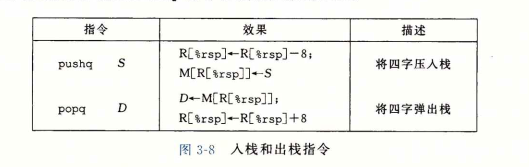 指令 效果 描述
pushq S R[%rsp]←R[%rsp]-8; 将四字压入栈
M[R[%rsp]]←S
popq D D←M[R[%rsp]]; 将四字弹出栈
R[%rsp]←R[%rsp]+8
图 3-8 入栈和出栈指令